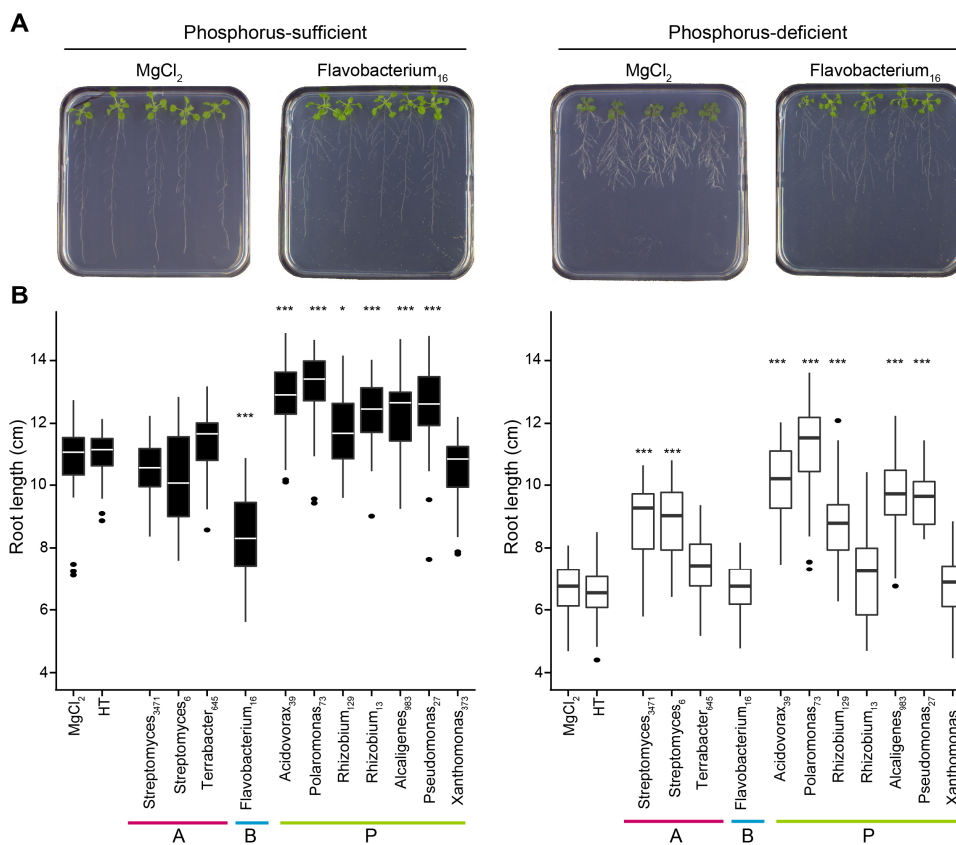 A
Phosphorus-sufficient
Phosphorus-deficient
MgCl2
Flavobacterium16
MgCl2
Flavobacterium16
B
*** *** * *** *** ***
***
Root length (cm)
14
12
10
8
6
4
MgCl2
HT
Streptomyces3471
Streptomyces6
Terrabacter645
Flavobacterium16
Acidovorax39
Polaromonas73
Rhizobium129
Rhizobium13
Alcaligenes983
Pseudomonas27
Xanthomonas373
A
B
P
*** *** *** *** ***
*** ***
Root length (cm)
14
12
10
8
6
4
MgCl2
HT
Streptomyces3471
Streptomyces6
Terrabacter645
Flavobacterium16
Acidovorax39
Polaromonas73
Rhizobium129
Rhizobium13
Alcaligenes983
Pseudomonas27
Xanthomonas
A
B
P